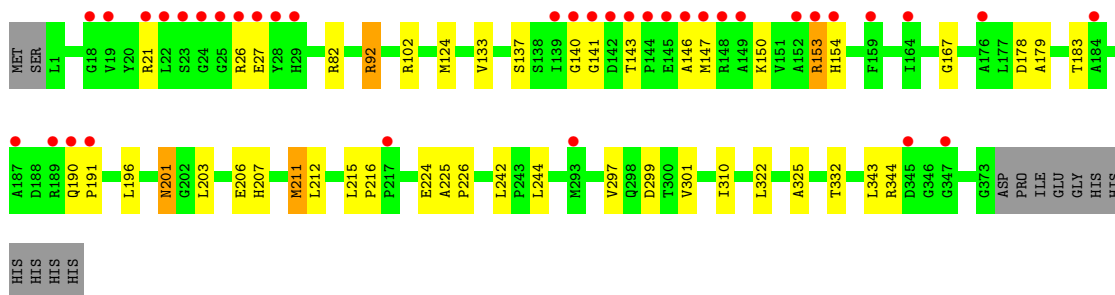 MET SER L1 G18 V19 Y20 R21 L22 S23 G24 G25 R26 E27 Y28 H29 R82 R92 R102 M124 V133 S137 S138 I139 G140 G141 D142 T143 P144 E145 A146 M147 R148 A149 K150 V151 A152 R153 H154 F159 I164 G167 A176 L177 D178 A179 T183 A184
A187 D188 R189 Q190 P191 L196 N201 G202 L203 E206 H207 M211 L212 L215 P216 P217 E224 A225 P226 L242 P243 L244 M293 V297 Q298 D299 T300 V301 I310 L322 A325 T332 L343 R344 D345 G346 G347 G373 ASP PRO ILE GLU GLY HIS HIS
HIS HIS HIS HIS